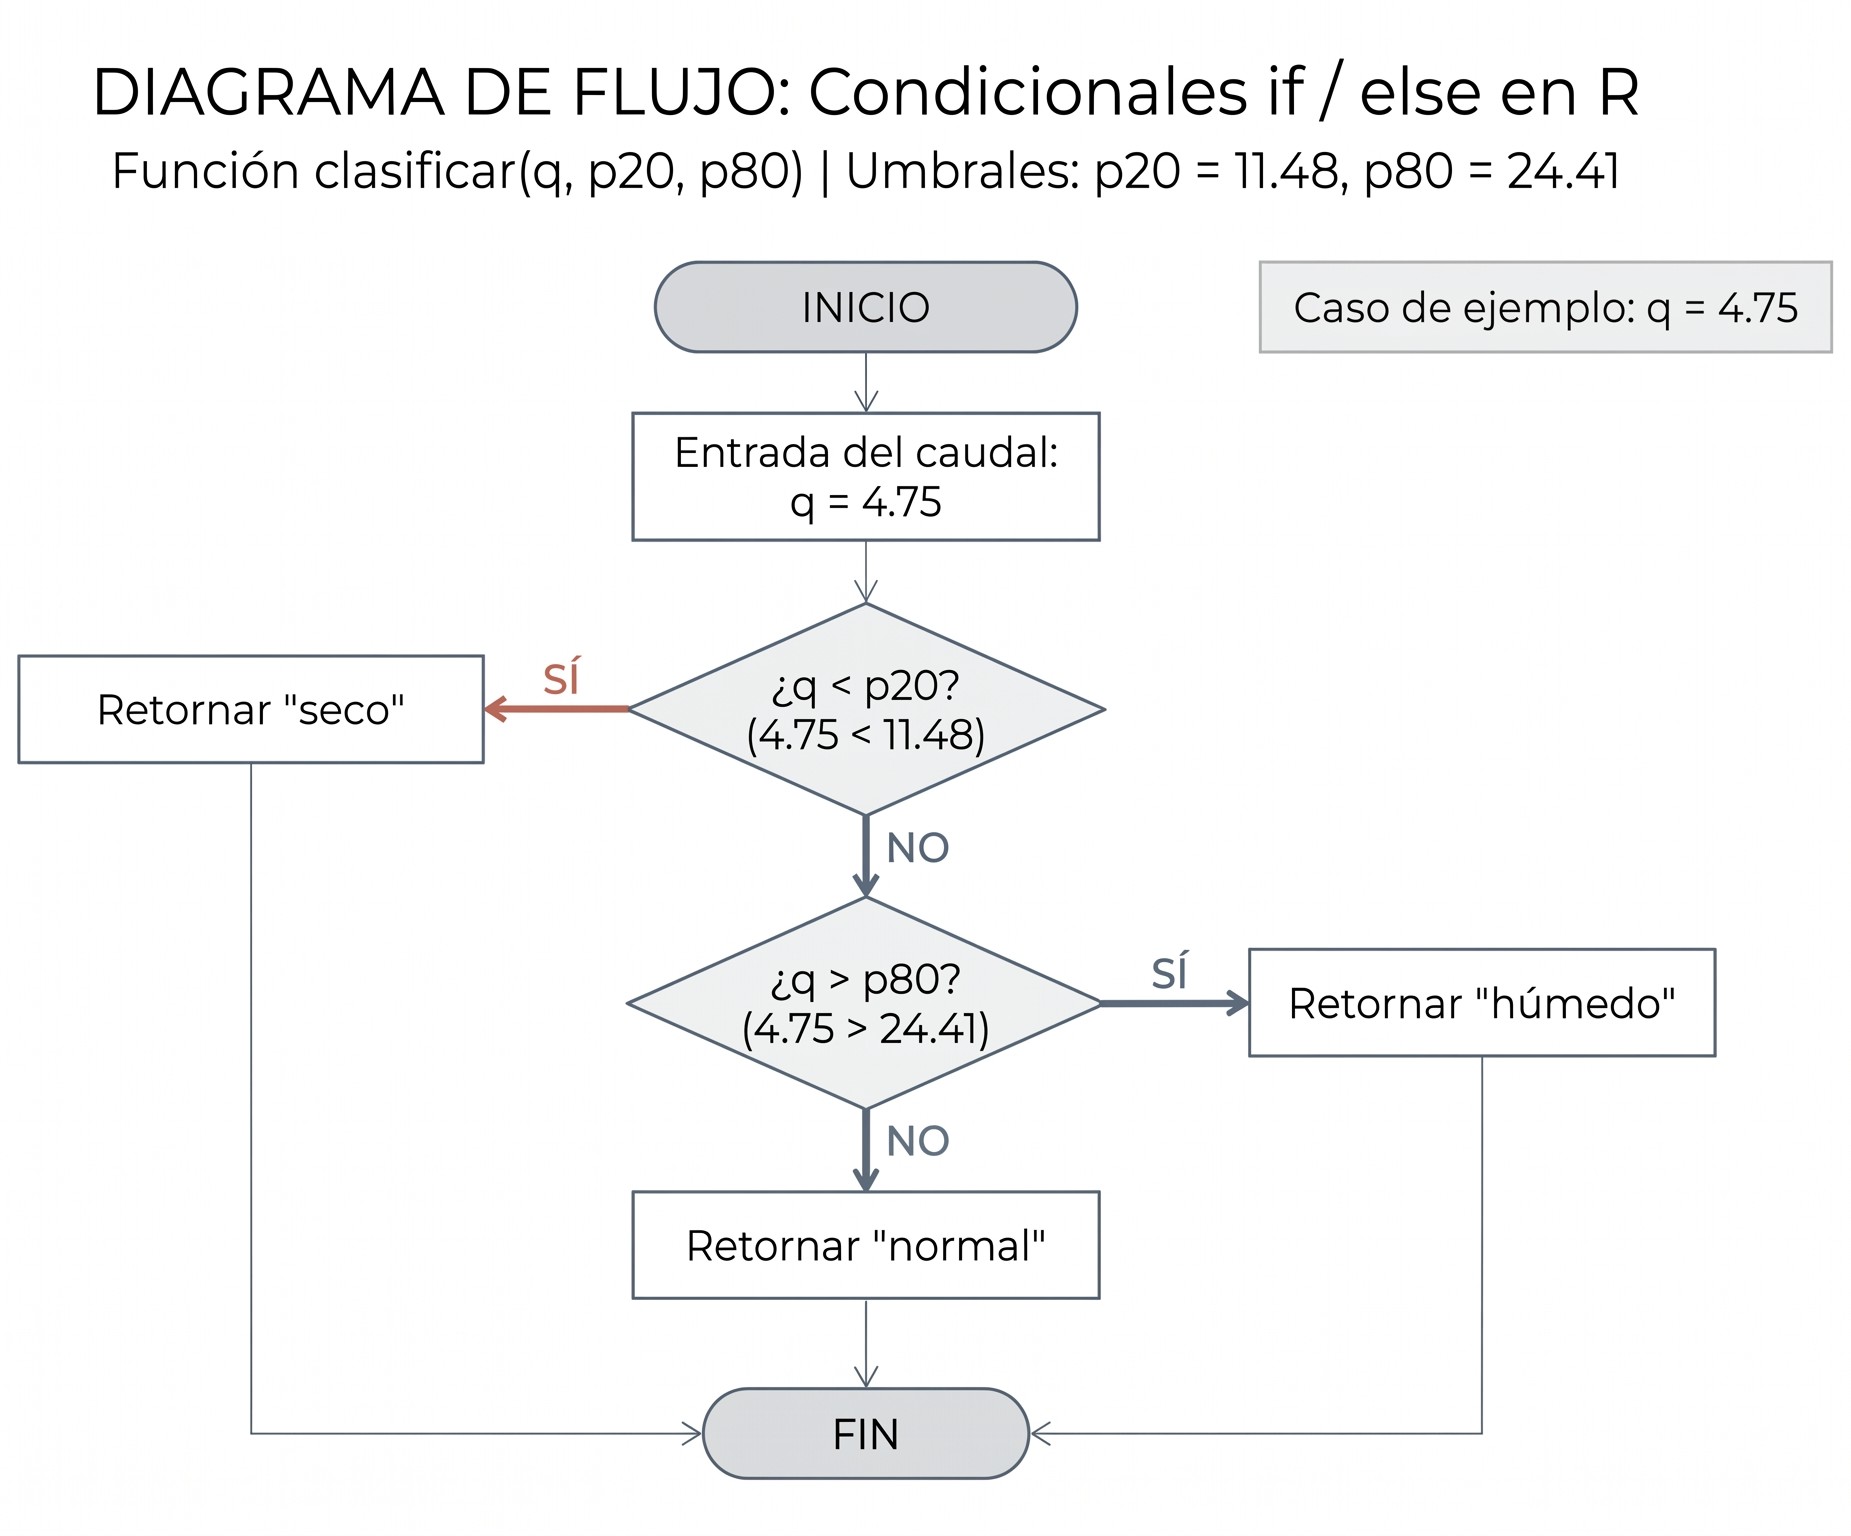 DIAGRAMA DE FLUJO: Condicionales if / else en R
Función clasificar(q, p20, p80) | Umbrales: p20 = 11.48, p80 = 24.41
INICIO
Caso de ejemplo: q = 4.75
Entrada del caudal:
q = 4.75
¿q < p20?
(4.75 < 11.48)
SÍ
Retornar "seco"
NO
¿q > p80?
(4.75 > 24.41)
SÍ
Retornar "húmedo"
NO
Retornar "normal"
FIN